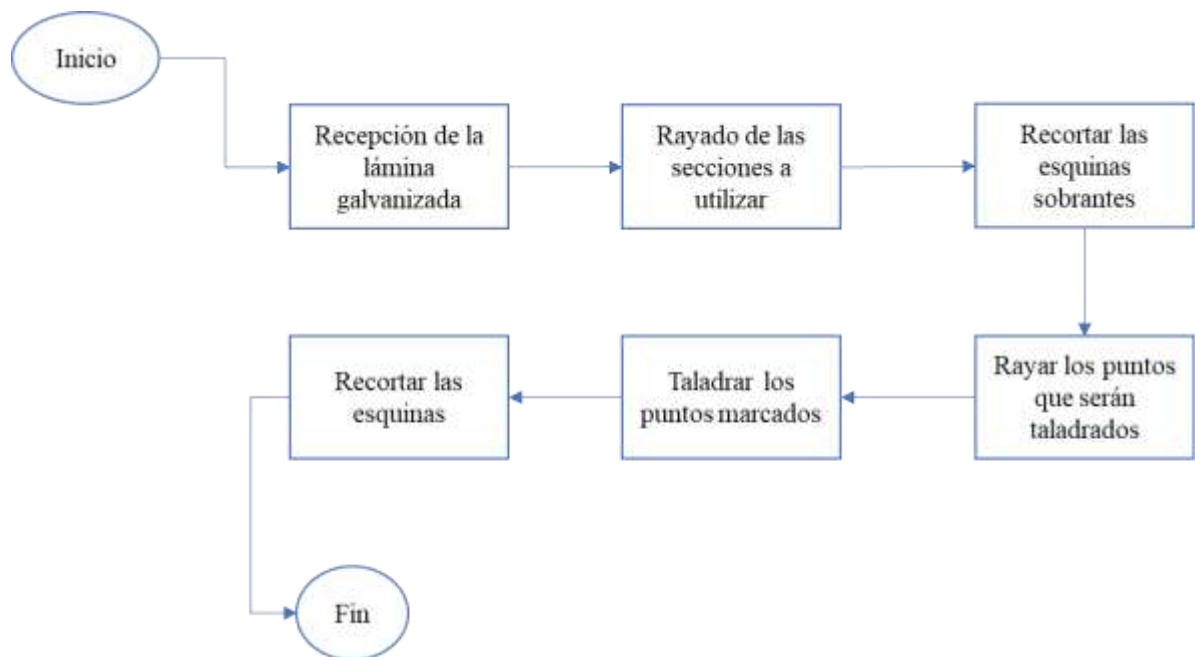 Inicio
Recepción de la
lámina
galvanizada
Rayado de las
secciones a
utilizar
Recortar las
esquinas
sobrantes
Rayar los puntos
que serán
taladrados
Taladrar los
puntos marcados
Recortar las
esquinas
Fin